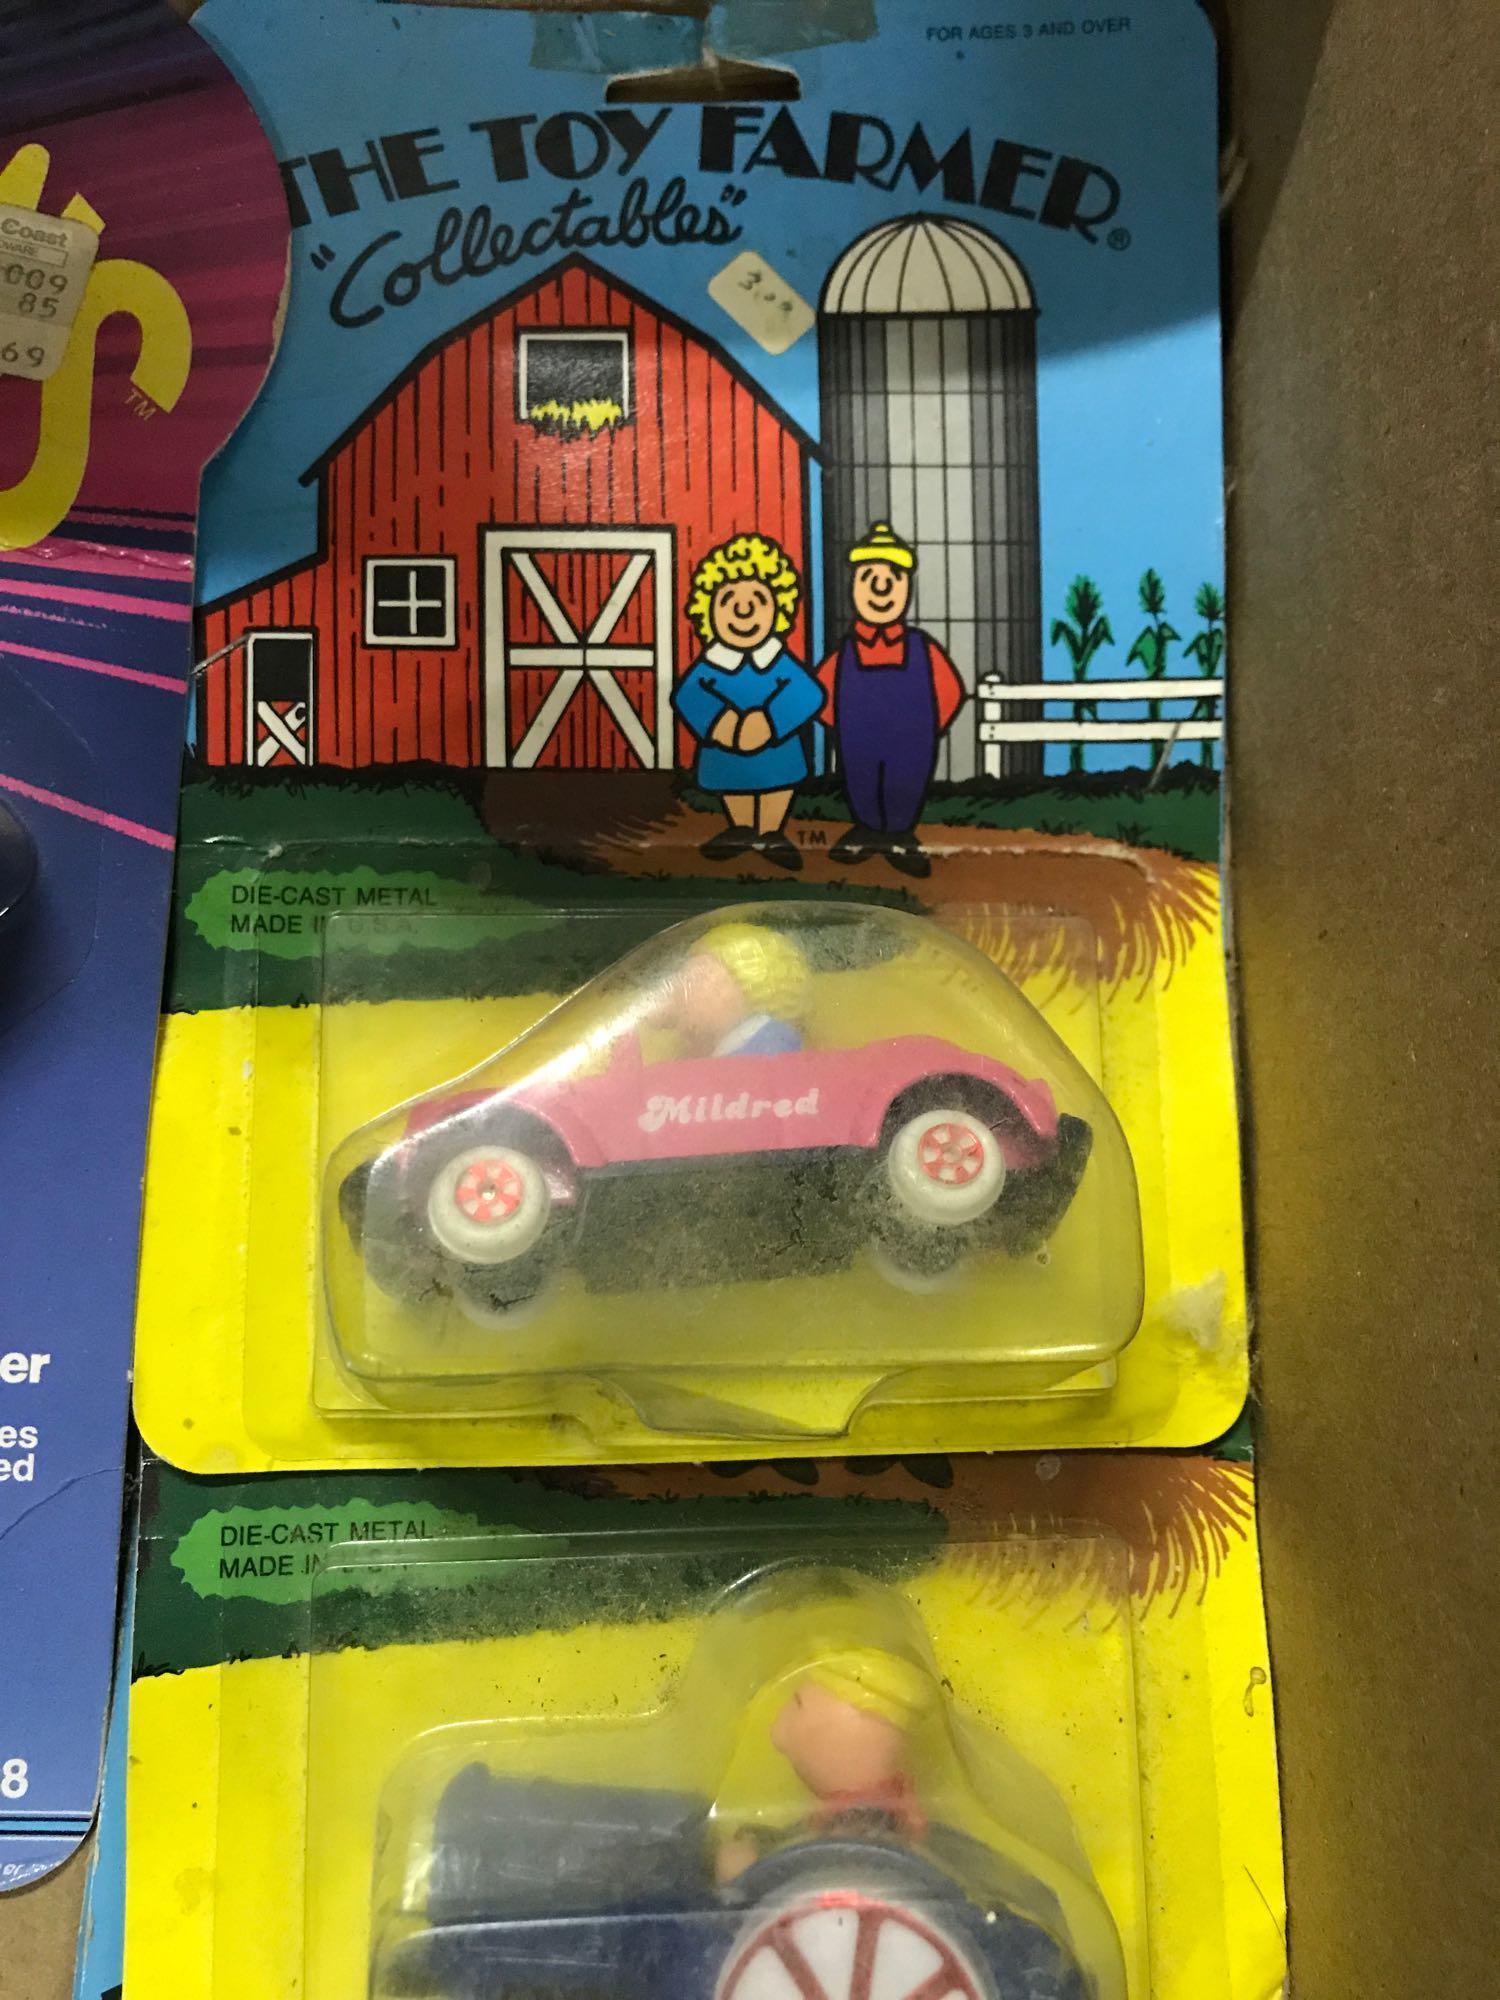 FOR AGES 3 AND OVER
THE TOY FARMER®
"Collectables"
Coast
009
85
69
TM
TM
DIE-CAST METAL
MADE IN U.S.A.
Mildred
er
es
ed
DIE-CAST METAL
MADE IN
8